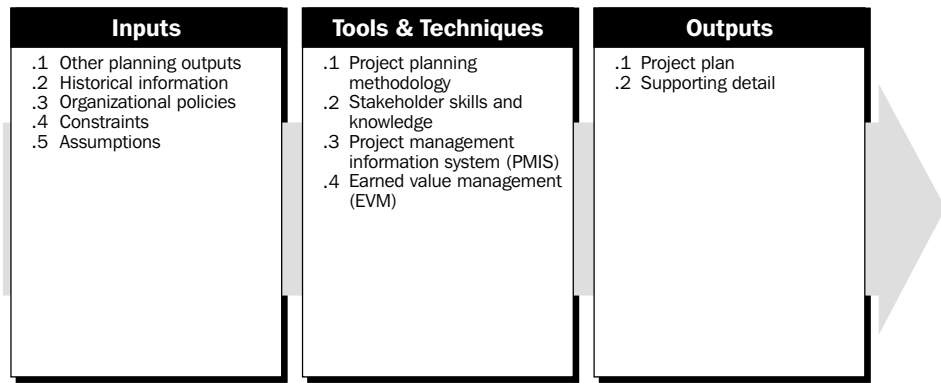 Inputs
.1 Other planning outputs
.2 Historical information
.3 Organizational policies
.4 Constraints
.5 Assumptions
Tools & Techniques
.1 Project planning
methodology
.2 Stakeholder skills and
knowledge
.3 Project management
information system (PMIS)
.4 Earned value management
(EVM)
Outputs
.1 Project plan
.2 Supporting detail